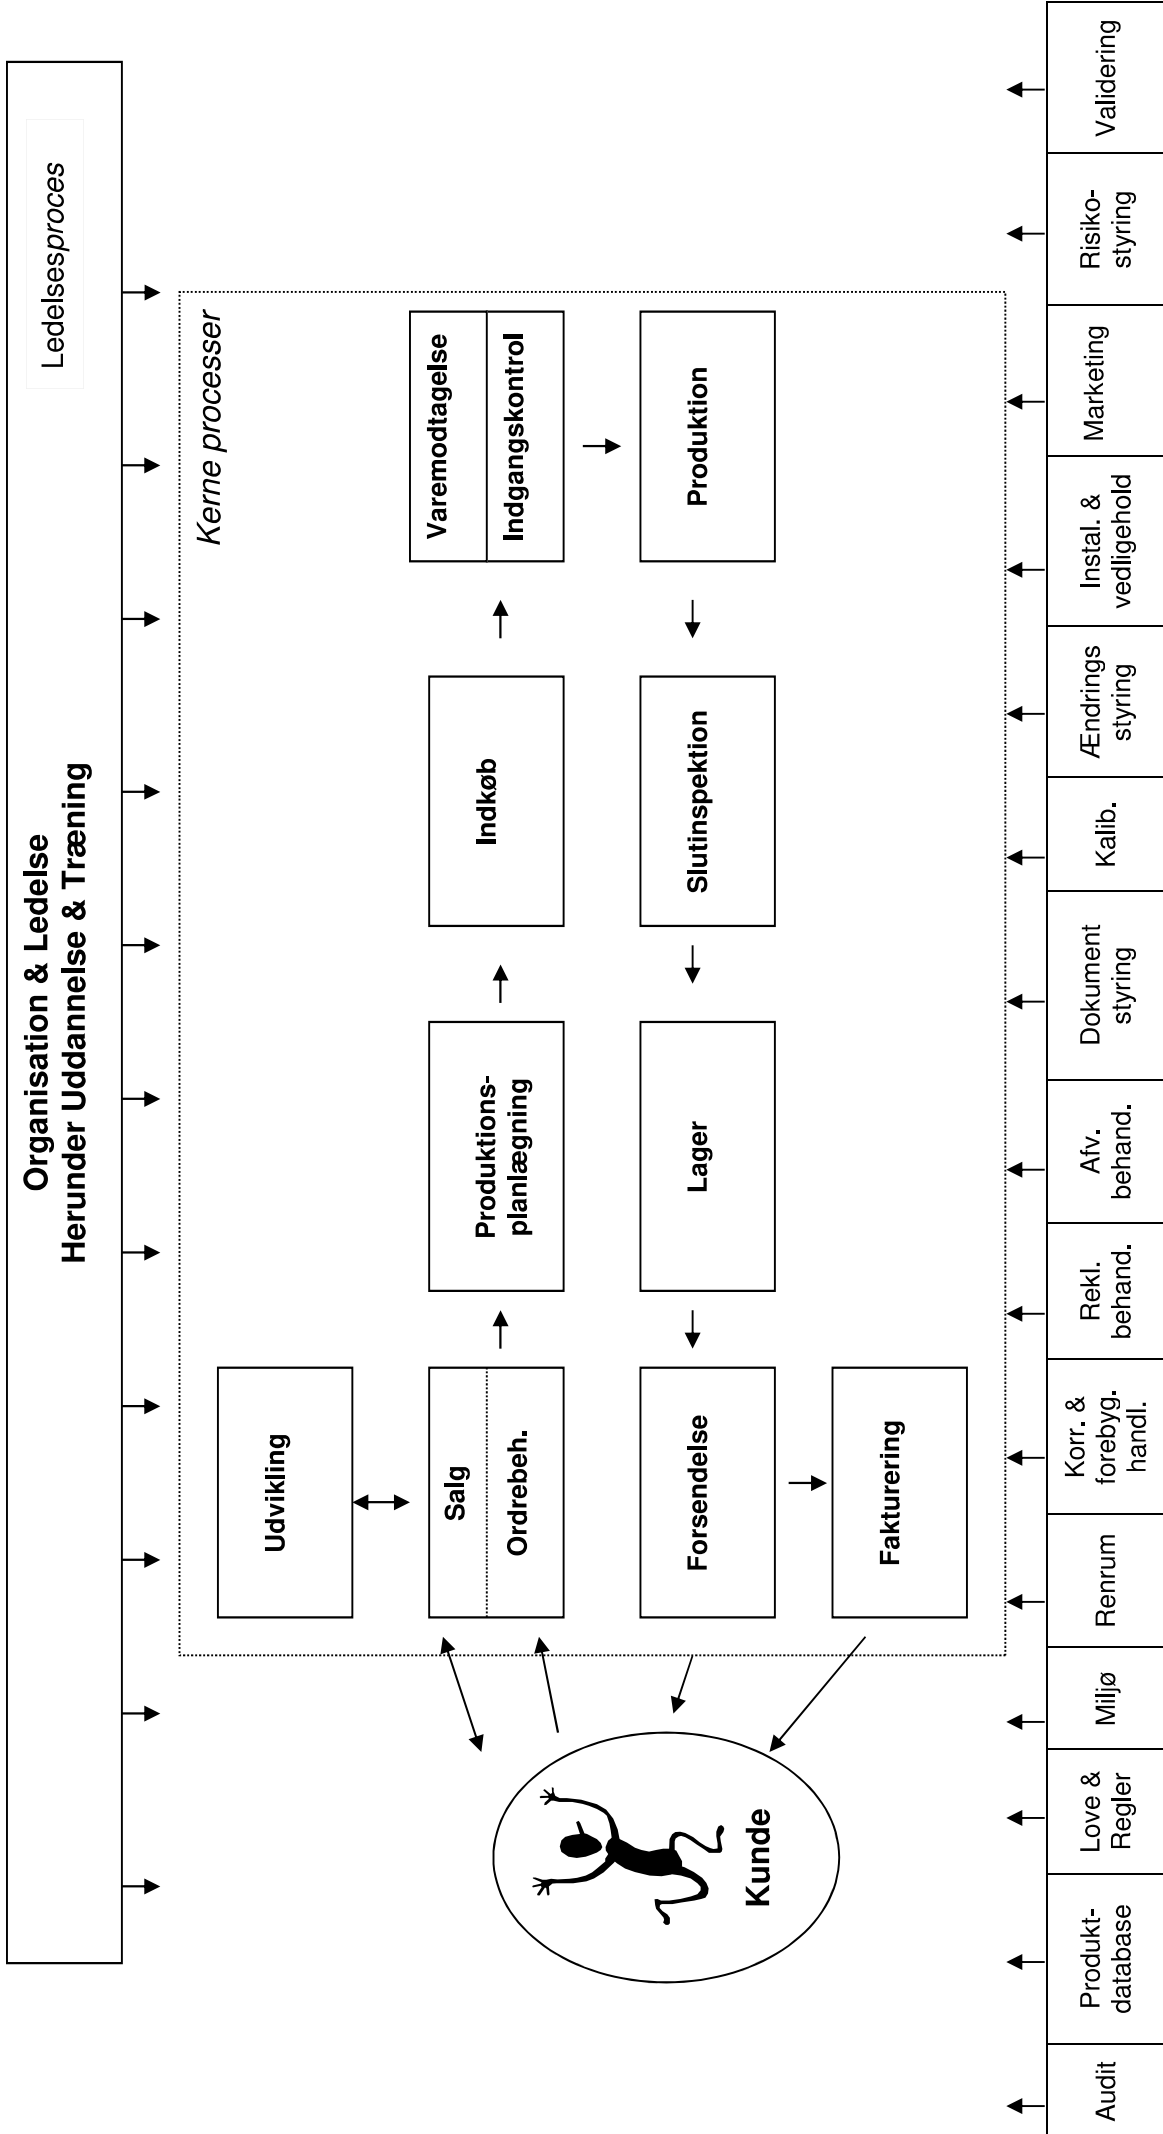 Organisation & Ledelse
Herunder Uddannelse & Træning
Ledelsesproces
Kerne processer
Udvikling
Salg
Ordrebeh.
Produktions-
planlægning
Indkøb
Varemodtagelse
Indgangskontrol
Forsendelse
Lager
Slutinspektion
Produktion
Fakturering
Kunde
Audit
Produkt-
database
Love &
Regler
Miljø
Renrum
Korr. &
forebyg.
handl.
Rekl.
behand.
Afv.
behand.
Dokument
styring
Kalib.
Ændrings
styring
Instal. &
vedligehold
Marketing
Risiko-
styring
Validering